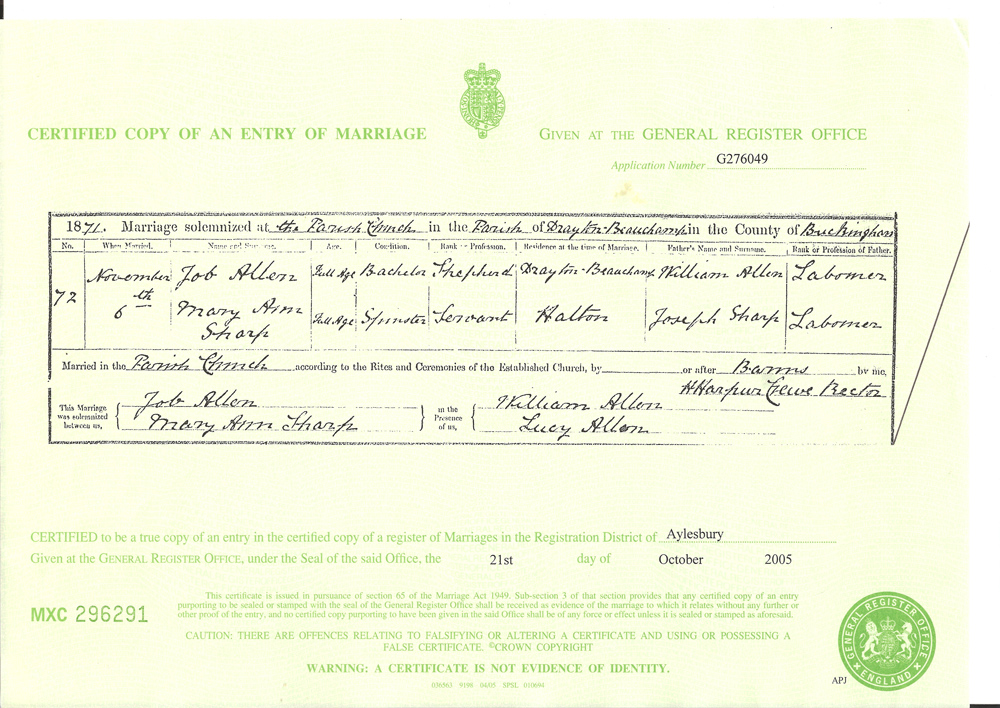 CERTIFIED COPY OF AN ENTRY OF MARRIAGE
GIVEN AT THE GENERAL REGISTER OFFICE
Application Number G276049
1871. Marriage solemnized at the Parish Church in the Parish of Drayton-Beauchamp in the County of Buckingham
No. When Married. Name and Surname. Age. Condition. Rank or Profession. Residence at the time of Marriage. Father's Name and Surname. Rank or Profession of Father.
72 November 6th Job Allen Full Age Bachelor Shepherd Drayton-Beauchamp William Allen Labourer
Mary Ann Sharp Full Age Spinster Servant Halton Joseph Sharp Labourer
Married in the Parish Church according to the Rites and Ceremonies of the Established Church, by or after Banns by me,
H Harpur Crewe Rector
This Marriage was solemnized between us, Job Allen in the Presence of us, William Allen
Mary Ann Sharp Lucy Allen
CERTIFIED to be a true copy of an entry in the certified copy of a register of Marriages in the Registration District of Aylesbury
Given at the GENERAL REGISTER OFFICE, under the Seal of the said Office, the 21st day of October 2005
MXC 296291
This certificate is issued in pursuance of section 65 of the Marriage Act 1949. Sub-section 3 of that section provides that any certified copy of an entry
purporting to be sealed or stamped with the seal of the General Register Office shall be received as evidence of the marriage to which it relates without any further or
other proof of the entry, and no certified copy purporting to have been given in the said Office shall be of any force or effect unless it is sealed or stamped as aforesaid.
CAUTION: THERE ARE OFFENCES RELATING TO FALSIFYING OR ALTERING A CERTIFICATE AND USING OR POSSESSING A
FALSE CERTIFICATE. ©CROWN COPYRIGHT
WARNING: A CERTIFICATE IS NOT EVIDENCE OF IDENTITY.
036563 9198 04/05 SPSL 010694
APJ
GENERAL REGISTER OFFICE
ENGLAND